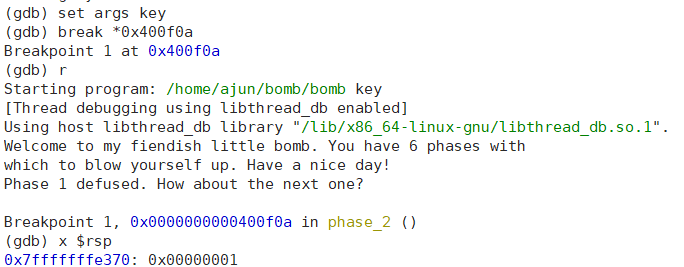 (gdb) set args key
(gdb) break *0x400f0a
Breakpoint 1 at 0x400f0a
(gdb) r
Starting program: /home/ajun/bomb/bomb key
[Thread debugging using libthread_db enabled]
Using host libthread_db library "/lib/x86_64-linux-gnu/libthread_db.so.1".
Welcome to my fiendish little bomb. You have 6 phases with
which to blow yourself up. Have a nice day!
Phase 1 defused. How about the next one?
Breakpoint 1, 0x0000000000400f0a in phase_2 ()
(gdb) x $rsp
0x7fffffffe370: 0x00000001